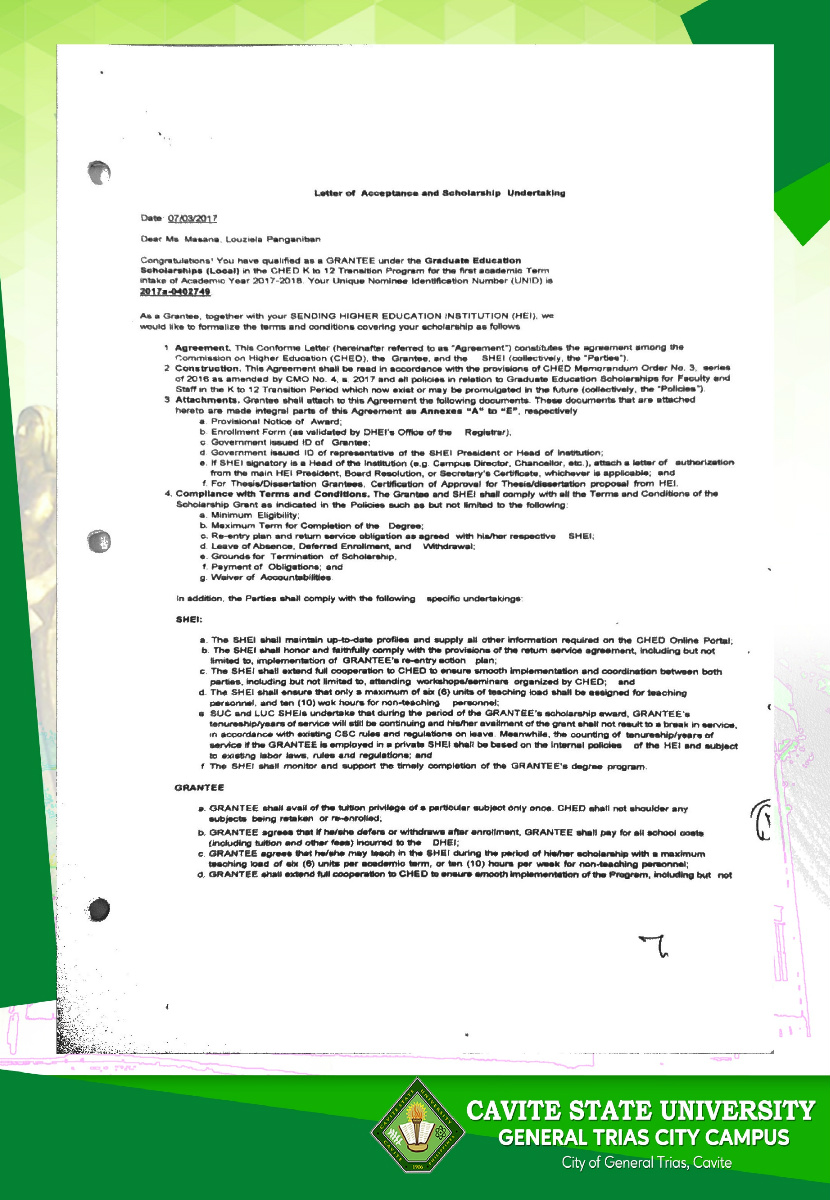 Letter of Acceptance and Scholarship Undertaking
Date: 07/03/2017
Dear Ms. Masana, Louziela Panganiban
Congratulations! You have qualified as a GRANTEE under the Graduate Education
Scholarships (Local) in the CHED K to 12 Transition Program for the first academic Term
intake of Academic Year 2017-2018. Your Unique Nominee Identification Number (UNID) is
2017a-0402749
As a Grantee, together with your SENDING HIGHER EDUCATION INSTITUTION (HEI), we
would like to formalize the terms and conditions covering your scholarship as follows
1 Agreement. This Conforme Letter (hereinafter referred to as "Agreement") constitutes the agreement among the
Commission on Higher Education (CHED), the Grantee, and the SHEI (collectively, the "Parties").
2 Construction. This Agreement shall be read in accordance with the provisions of CHED Memorandum Order No. 3, series
of 2016 as amended by CMO No. 4, s. 2017 and all policies in relation to Graduate Education Scholarships for Faculty and
Staff in the K to 12 Transition Period which now exist or may be promulgated in the future (collectively, the "Policies").
3 Attachments. Grantee shall attach to this Agreement the following documents. These documents that are attached
hereto are made integral parts of this Agreement as Annexes "A" to "E", respectively
a. Provisional Notice of Award;
b. Enrollment Form (as validated by DHEI's Office of the Registrar),
c Government issued ID of Grantee;
d. Government issued ID of representative of the SHEI President or Head of Institution;
e. If SHEI signatory is a Head of the Institution (e.g. Campus Director, Chancellor, etc.), attach a letter of authorization
from the main HEI President, Board Resolution, or Secretary's Certificate, whichever is applicable; and
f. For Thesis/Dissertation Grantees, Certification of Approval for Thesis/dissertation proposal from HEI.
4. Compliance with Terms and Conditions. The Grantee and SHEI shall comply with all the Terms and Conditions of the
Scholarship Grant as indicated in the Policies such as but not limited to the following:
a. Minimum Eligibility;
b. Maximum Term for Completion of the Degree;
c. Re-entry plan and return service obligation as agreed with his/her respective SHEI;
d. Leave of Absence, Deferred Enrollment, and Withdrawal;
e. Grounds for Termination of Scholarship,
f. Payment of Obligations; and
g. Waiver of Accountabilities.
In addition, the Parties shall comply with the following specific undertakings:
SHEI:
a. The SHEI shall maintain up-to-date profiles and supply all other information required on the CHED Online Portal;
b. The SHEI shall honor and faithfully comply with the provisions of the return service agreement, including but not
limited to, implementation of GRANTEE's re-entry action plan;
c. The SHEI shall extend full cooperation to CHED to ensure smooth implementation and coordination between both
parties, including but not limited to, attending workshops/seminars organized by CHED; and
d. The SHEI shall ensure that only a maximum of six (6) units of teaching load shall be assigned for teaching
personnel, and ten (10) wok hours for non-teaching personnel;
e SUC and LUC SHEIs undertake that during the period of the GRANTEE's scholarship award, GRANTEE's
tenureship/years of service will still be continuing and his/her availment of the grant shall not result to a break in service,
in accordance with existing CSC rules and regulations on leave. Meanwhile, the counting of tenureship/years of
service if the GRANTEE is employed in a private SHEI shall be based on the internal policies of the HEI and subject
to existing labor laws, rules and regulations; and
f The SHEI shall monitor and support the timely completion of the GRANTEE's degree program.
GRANTEE
a. GRANTEE shall avail of the tuition privilege of a particular subject only once. CHED shall not shoulder any
subjects being retaken or re-enrolled;
b. GRANTEE agrees that if he/she defers or withdraws after enrollment, GRANTEE shall pay for all school costs
(including tuition and other fees) incurred to the DHEI;
c. GRANTEE agrees that he/she may teach in the SHEI during the period of his/her scholarship with a maximum
teaching load of six (6) units per academic term, or ten (10) hours per week for non-teaching personnel;
d. GRANTEE shall extend full cooperation to CHED to ensure smooth implementation of the Program, including but not
CAVITE STATE UNIVERSITY
GENERAL TRIAS CITY CAMPUS
City of General Trias, Cavite